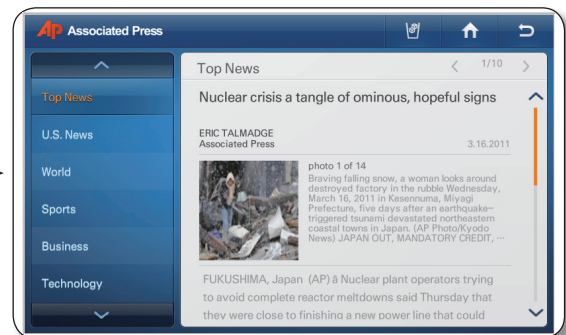 AP Associated Press
Top News
U.S. News
World
Sports
Business
Technology
Top News
1/10
Nuclear crisis a tangle of ominous, hopeful signs
ERIC TALMADGE
Associated Press
3.16.2011
photo 1 of 14
Braving falling snow, a woman looks around
destroyed factory in the rubble Wednesday,
March 16, 2011 in Kesennuma, Miyagi
Prefecture, five days after an earthquake-
triggered tsunami devastated northeastern
coastal towns in Japan. (AP Photo/Kyodo
News) JAPAN OUT, MANDATORY CREDIT, ...
FUKUSHIMA, Japan (AP) â Nuclear plant operators trying
to avoid complete reactor meltdowns said Thursday that
they were close to finishing a new power line that could